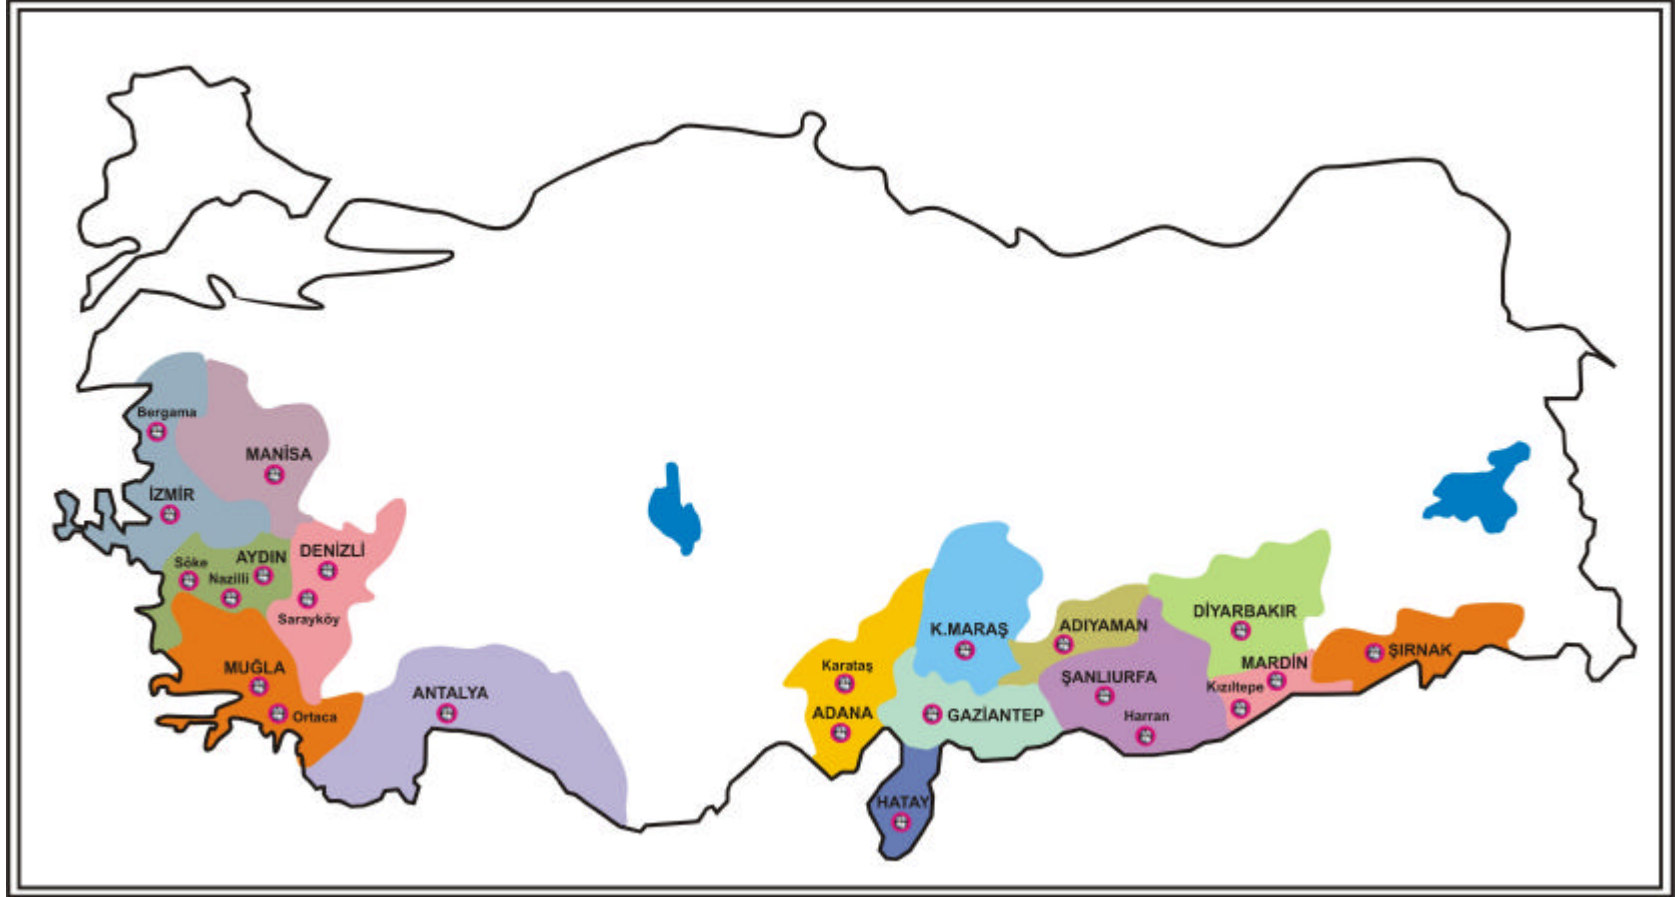 Bergama
MANİSA
İZMİR
Söke
AYDIN
DENİZLİ
Nazilli
Sarayköy
MUĞLA
Ortaca
ANTALYA
Karataş
ADANA
K.MARAŞ
GAZİANTEP
HATAY
ADIYAMAN
ŞANLIURFA
Harran
DİYARBAKIR
MARDİN
Kızıltepe
ŞIRNAK